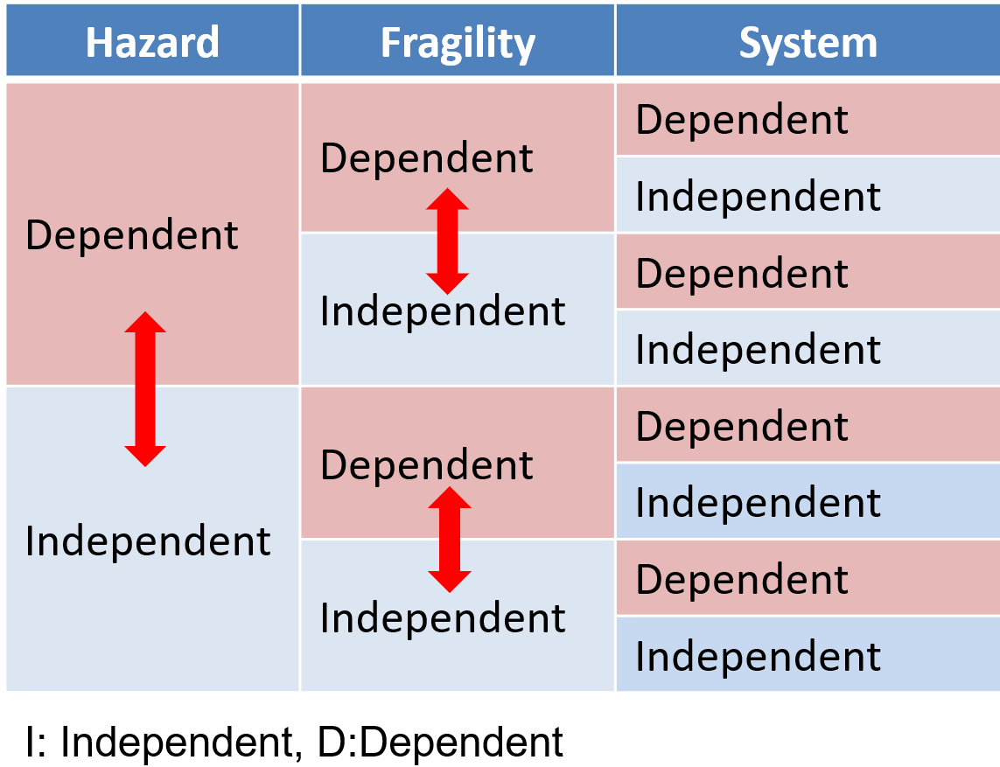 Hazard Fragility System
Dependent Dependent Dependent
Independent
Independent Dependent
Independent
Independent Dependent Dependent
Independent
Independent Dependent
Independent
I: Independent, D:Dependent